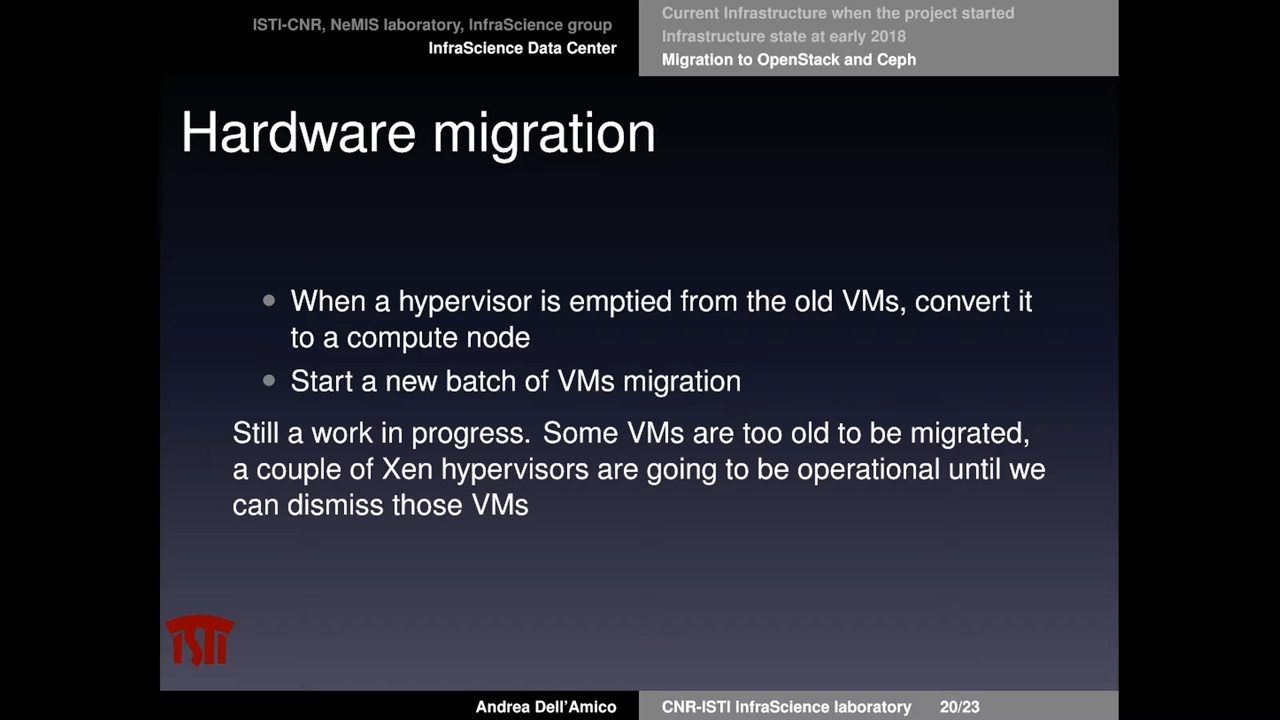 ISTI-CNR, NeMIS laboratory, InfraScience group
InfraScience Data Center
Current Infrastructure when the project started
Infrastructure state at early 2018
Migration to OpenStack and Ceph
Hardware migration
When a hypervisor is emptied from the old VMs, convert it
to a compute node
Start a new batch of VMs migration
Still a work in progress. Some VMs are too old to be migrated,
a couple of Xen hypervisors are going to be operational until we
can dismiss those VMs
ISTI
Andrea Dell'Amico
CNR-ISTI InfraScience laboratory 20/23